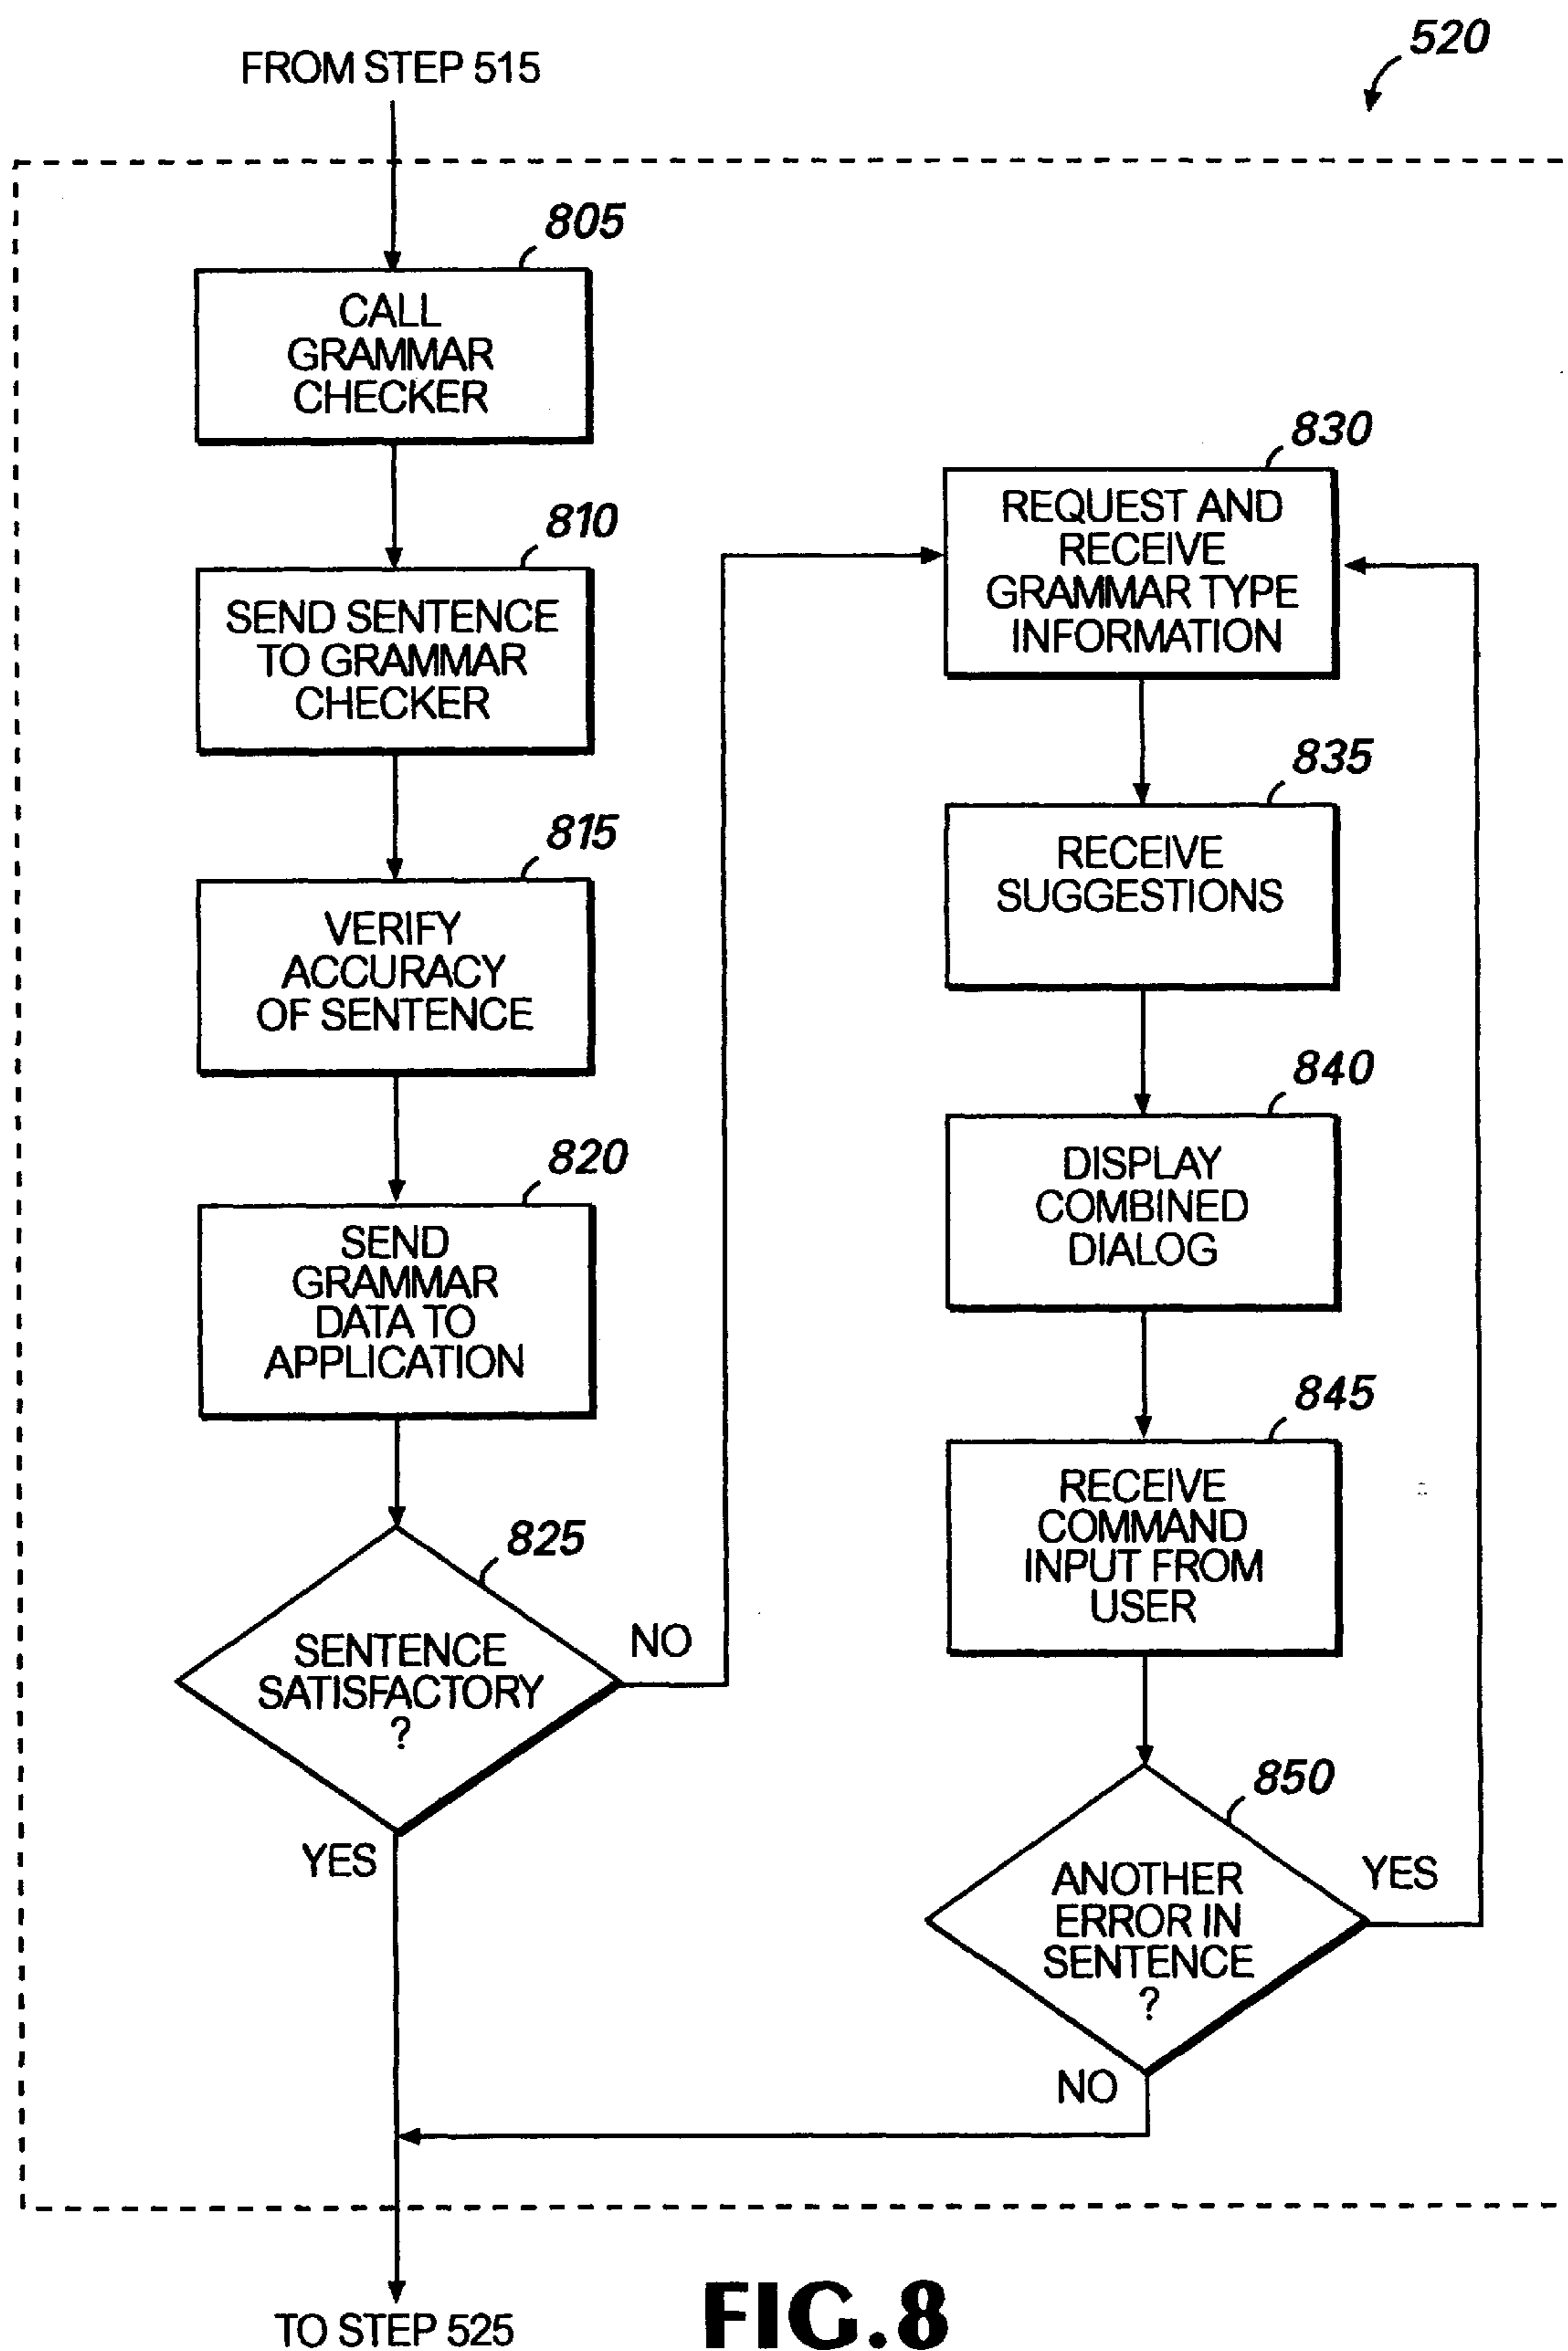 520
FROM STEP 515
805
CALL
GRAMMAR
CHECKER
810
SEND SENTENCE
TO GRAMMAR
CHECKER
815
VERIFY
ACCURACY
OF SENTENCE
820
SEND
GRAMMAR
DATA TO
APPLICATION
825
SENTENCE
SATISFACTORY
?
NO
YES
830
REQUEST AND
RECEIVE
GRAMMAR TYPE
INFORMATION
835
RECEIVE
SUGGESTIONS
840
DISPLAY
COMBINED
DIALOG
845
RECEIVE
COMMAND
INPUT FROM
USER
850
ANOTHER
ERROR IN
SENTENCE
?
YES
NO
TO STEP 525
FIG.8